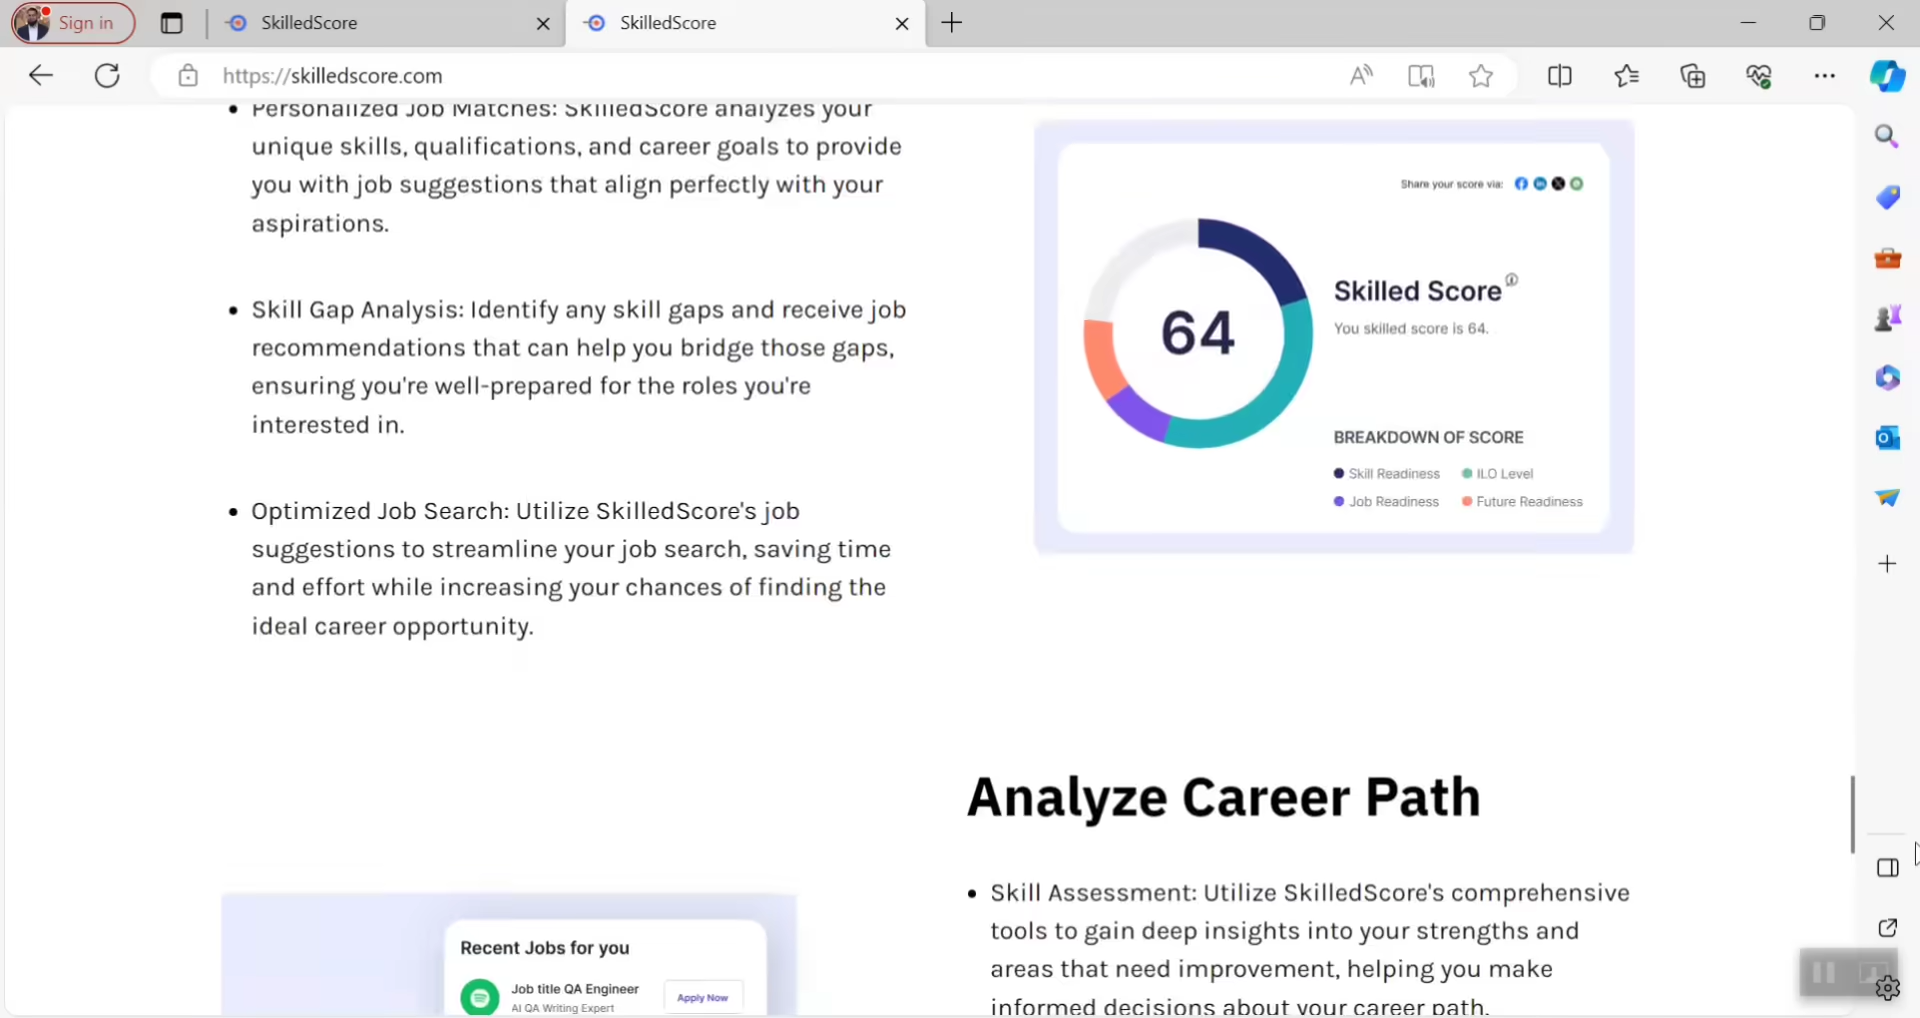 Sign in
SkilledScore
SkilledScore
https://skilledscore.com
Personalized Job Matches: SkilledScore analyzes your
unique skills, qualifications, and career goals to provide
you with job suggestions that align perfectly with your
aspirations.
Skill Gap Analysis: Identify any skill gaps and receive job
recommendations that can help you bridge those gaps,
ensuring you're well-prepared for the roles you're
interested in.
Optimized Job Search: Utilize SkilledScore's job
suggestions to streamline your job search, saving time
and effort while increasing your chances of finding the
ideal career opportunity.
Share your score via:
64
Skilled Score
You skilled score is 64.
BREAKDOWN OF SCORE
Skill Readiness
ILO Level
Job Readiness
Future Readiness
Recent Jobs for you
Job title QA Engineer
AI QA Writing Expert
Apply Now
Analyze Career Path
Skill Assessment: Utilize SkilledScore's comprehensive
tools to gain deep insights into your strengths and
areas that need improvement, helping you make
informed decisions about your career path.